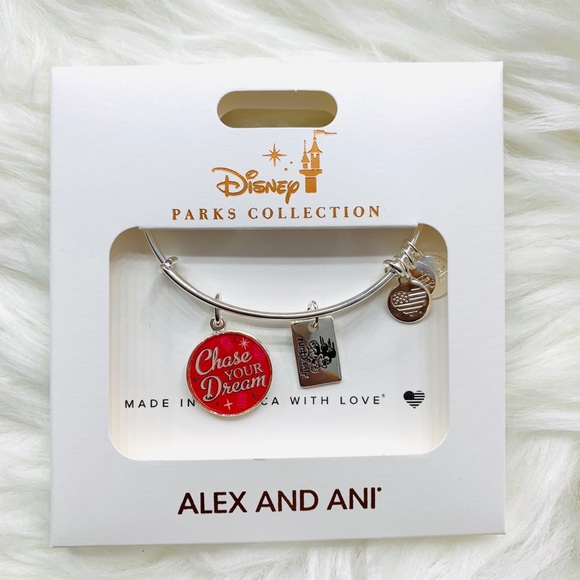 Disney
PARKS COLLECTION
Chase
YOUR
Dream
MADE IN CA WITH LOVE®
ALEX AND ANI®